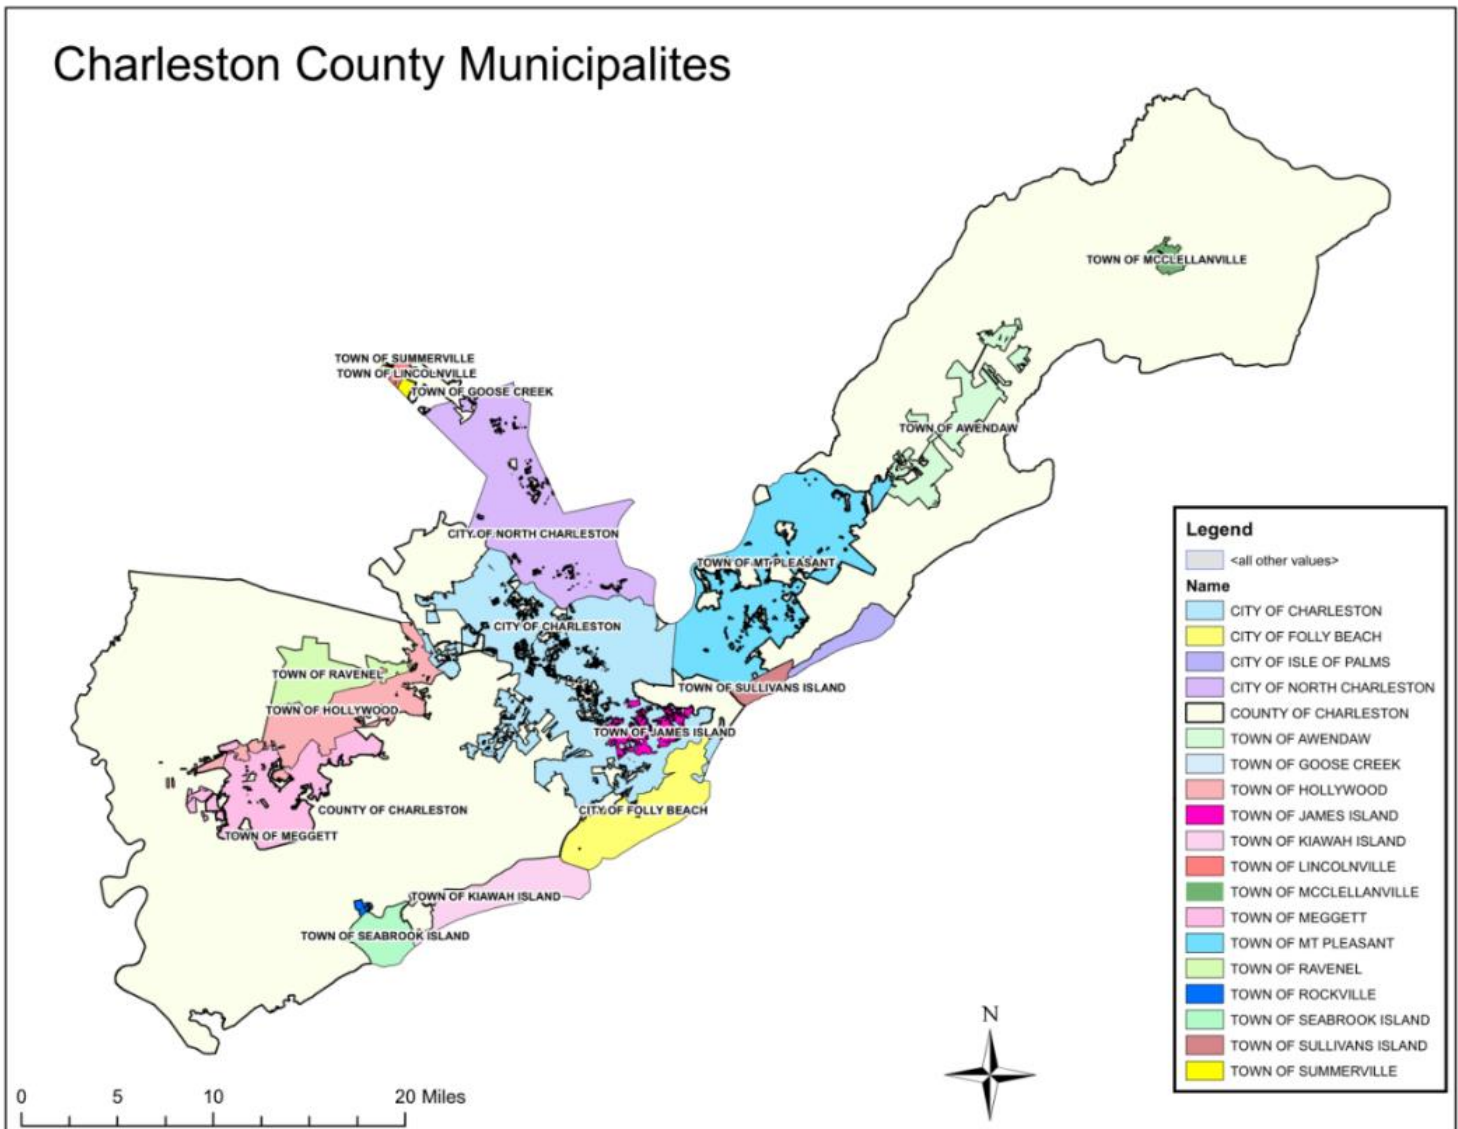 Charleston County Municipalites
TOWN OF MCCLELLANVILLE
TOWN OF SUMMERVILLE
TOWN OF LINCOLNVILLE
TOWN OF GOOSE CREEK
TOWN OF AWENDAW
CITY OF NORTH CHARLESTON
TOWN OF MT PLEASANT
CITY OF CHARLESTON
TOWN OF RAVENEL
TOWN OF SULLIVANS ISLAND
TOWN OF HOLLYWOOD
TOWN OF JAMES ISLAND
COUNTY OF CHARLESTON
CITY OF FOLLY BEACH
TOWN OF MEGGETT
TOWN OF KIAWAH ISLAND
TOWN OF SEABROOK ISLAND
Legend
<all other values>
Name
CITY OF CHARLESTON
CITY OF FOLLY BEACH
CITY OF ISLE OF PALMS
CITY OF NORTH CHARLESTON
COUNTY OF CHARLESTON
TOWN OF AWENDAW
TOWN OF GOOSE CREEK
TOWN OF HOLLYWOOD
TOWN OF JAMES ISLAND
TOWN OF KIAWAH ISLAND
TOWN OF LINCOLNVILLE
TOWN OF MCCLELLANVILLE
TOWN OF MEGGETT
TOWN OF MT PLEASANT
TOWN OF RAVENEL
TOWN OF ROCKVILLE
TOWN OF SEABROOK ISLAND
TOWN OF SULLIVANS ISLAND
TOWN OF SUMMERVILLE
N
0 5 10 20 Miles